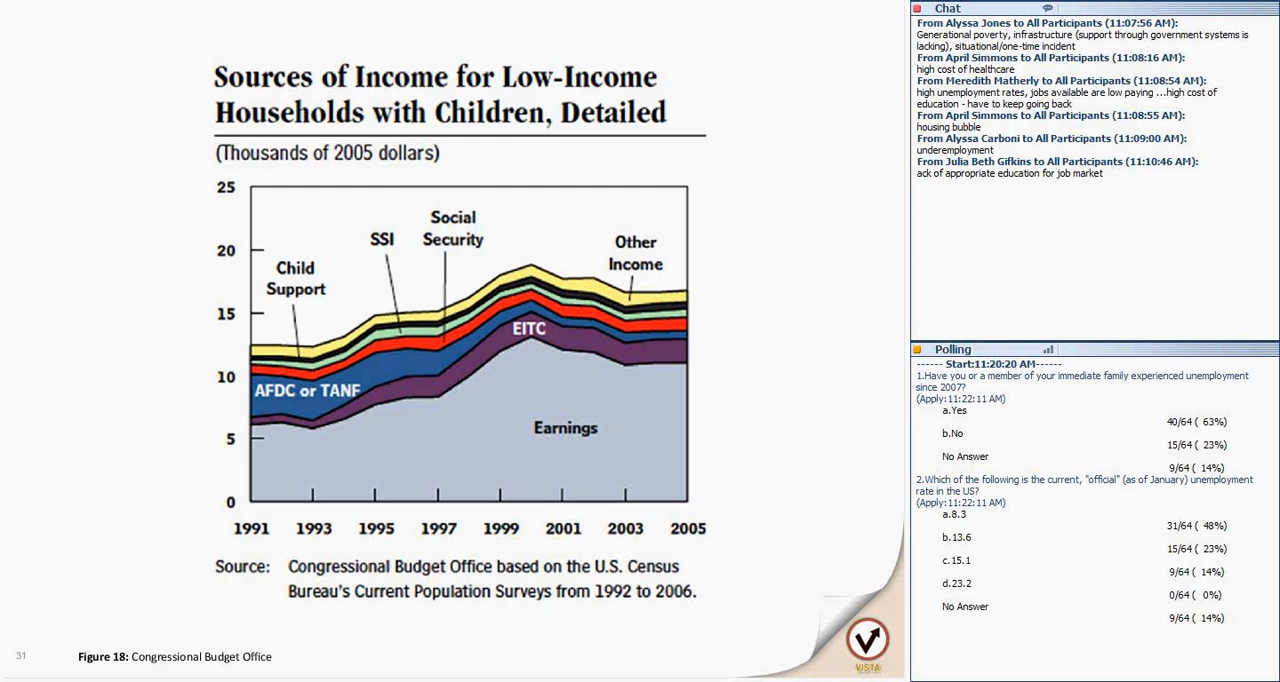 Sources of Income for Low-Income
Households with Children, Detailed
(Thousands of 2005 dollars)
25
20
15
10
5
0
Child
Support
SSI
Social
Security
Other
Income
EITC
AFDC or TANF
Earnings
1991 1993 1995 1997 1999 2001 2003 2005
Source: Congressional Budget Office based on the U.S. Census
Bureau's Current Population Surveys from 1992 to 2006.
31
Figure 18: Congressional Budget Office
VISTA
Chat
From Alyssa Jones to All Participants (11:07:56 AM):
Generational poverty, infrastructure (support through government systems is
lacking), situational/one-time incident
From April Simmons to All Participants (11:08:16 AM):
high cost of healthcare
From Meredith Matherly to All Participants (11:08:54 AM):
high unemployment rates, jobs available are low paying ...high cost of
education - have to keep going back
From April Simmons to All Participants (11:08:55 AM):
housing bubble
From Alyssa Carboni to All Participants (11:09:00 AM):
underemployment
From Julia Beth Gifkins to All Participants (11:10:46 AM):
ack of appropriate education for job market
Polling
------ Start:11:20:20 AM------
1.Have you or a member of your immediate family experienced unemployment
since 2007?
(Apply:11:22:11 AM)
a.Yes
40/64 ( 63%)
b.No
15/64 ( 23%)
No Answer
9/64 ( 14%)
2.Which of the following is the current, "official" (as of January) unemployment
rate in the US?
(Apply:11:22:11 AM)
a.8.3
31/64 ( 48%)
b.13.6
15/64 ( 23%)
c.15.1
9/64 ( 14%)
d.23.2
0/64 ( 0%)
No Answer
9/64 ( 14%)